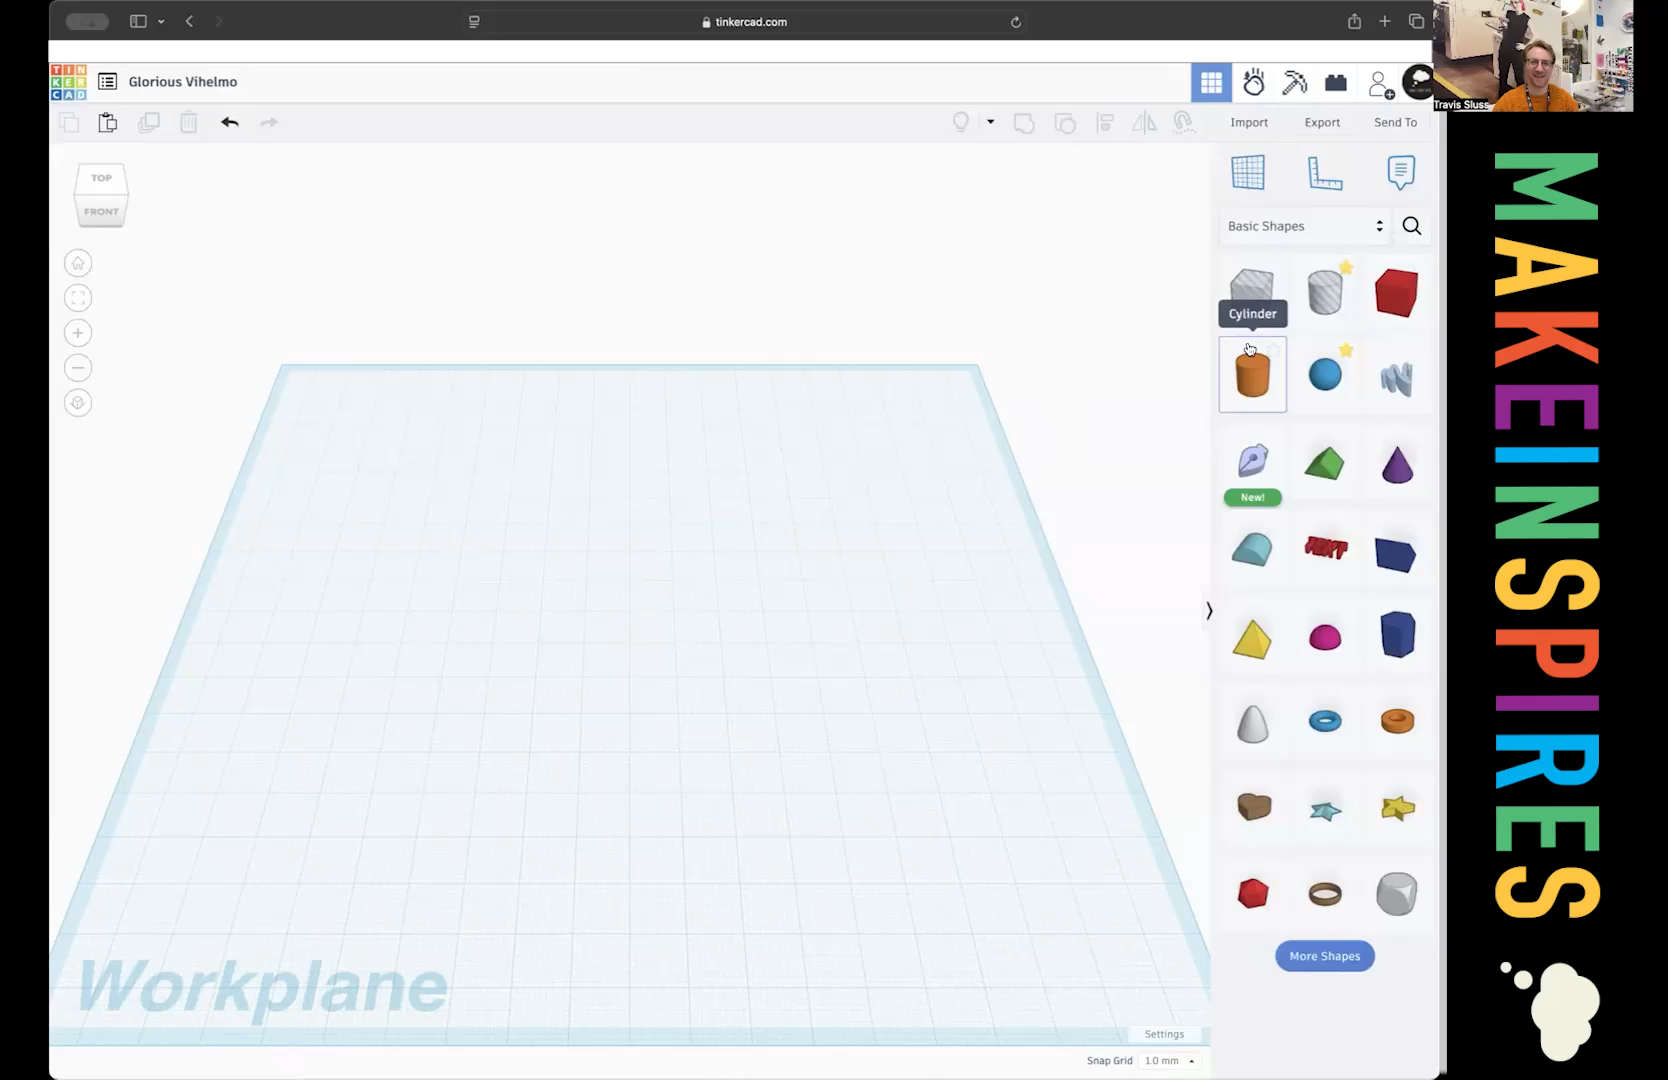 tinkercad.com
TIN
KER
CAD
Glorious Vihelmo
Travis Sluss
Import
Export
Send To
TOP
FRONT
Basic Shapes
Cylinder
New!
TEXT
More Shapes
Workplane
Settings
Snap Grid
1.0 mm
MAKEINSPIRES